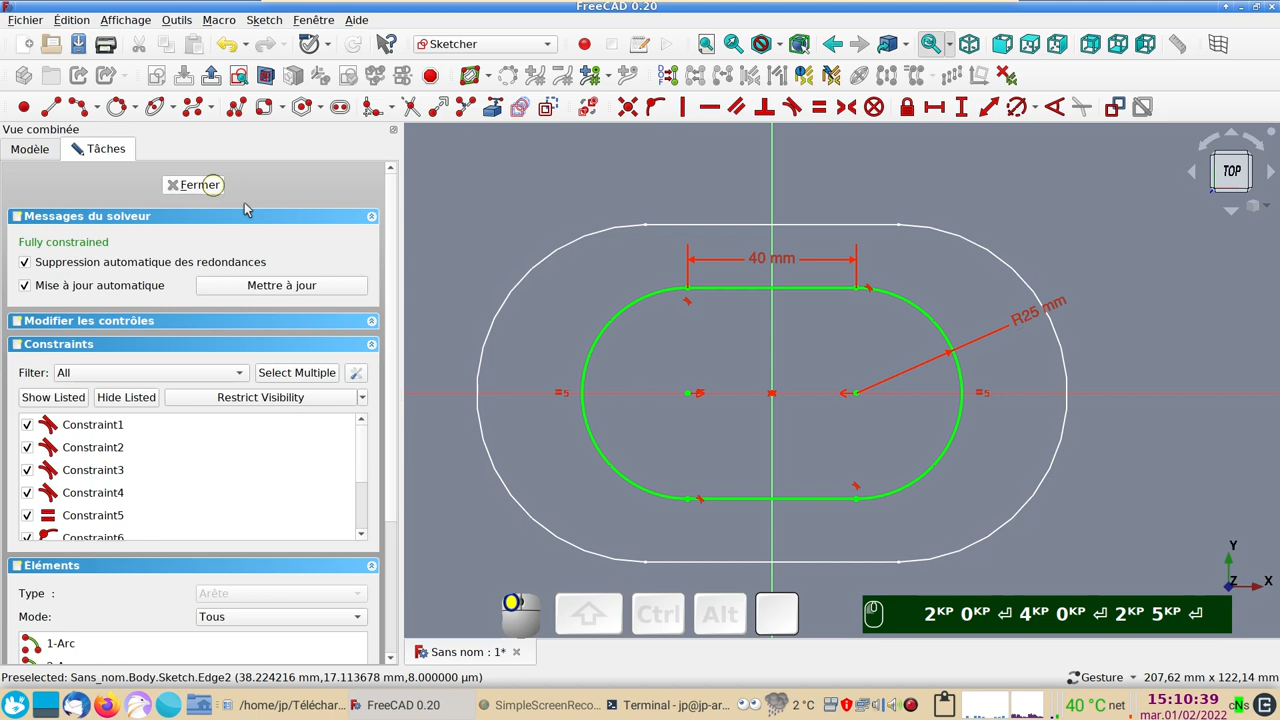 FreeCAD 0.20
Fichier Édition Affichage Outils Macro Sketch Fenêtre Aide
Sketcher
Vue combinée
Modèle Tâches
Fermer
Messages du solveur
Fully constrained
Suppression automatique des redondances
Mise à jour automatique Mettre à jour
Modifier les contrôles
Constraints
Filter: All Select Multiple
Show Listed Hide Listed Restrict Visibility
Constraint1
Constraint2
Constraint3
Constraint4
Constraint5
Constraint6
Éléments
Type : Arête
Mode: Tous
1-Arc
40 mm
R25 mm
=5
=5
TOP
Y
Z X
Ctrl Alt
2KP 0KP ⏎ 4KP 0KP ⏎ 2KP 5KP ⏎
Sans nom : 1*
Preselected: Sans_nom.Body.Sketch.Edge2 (38.224216 mm,17.113678 mm,8.000000 µm) Gesture 207,62 mm x 122,14 mm
/home/jp/Téléchar... FreeCAD 0.20 SimpleScreenReco... Terminal - jp@jp-ar... 2 °C 40 °C net 15:10:39 cNs
mar.01/02/2022